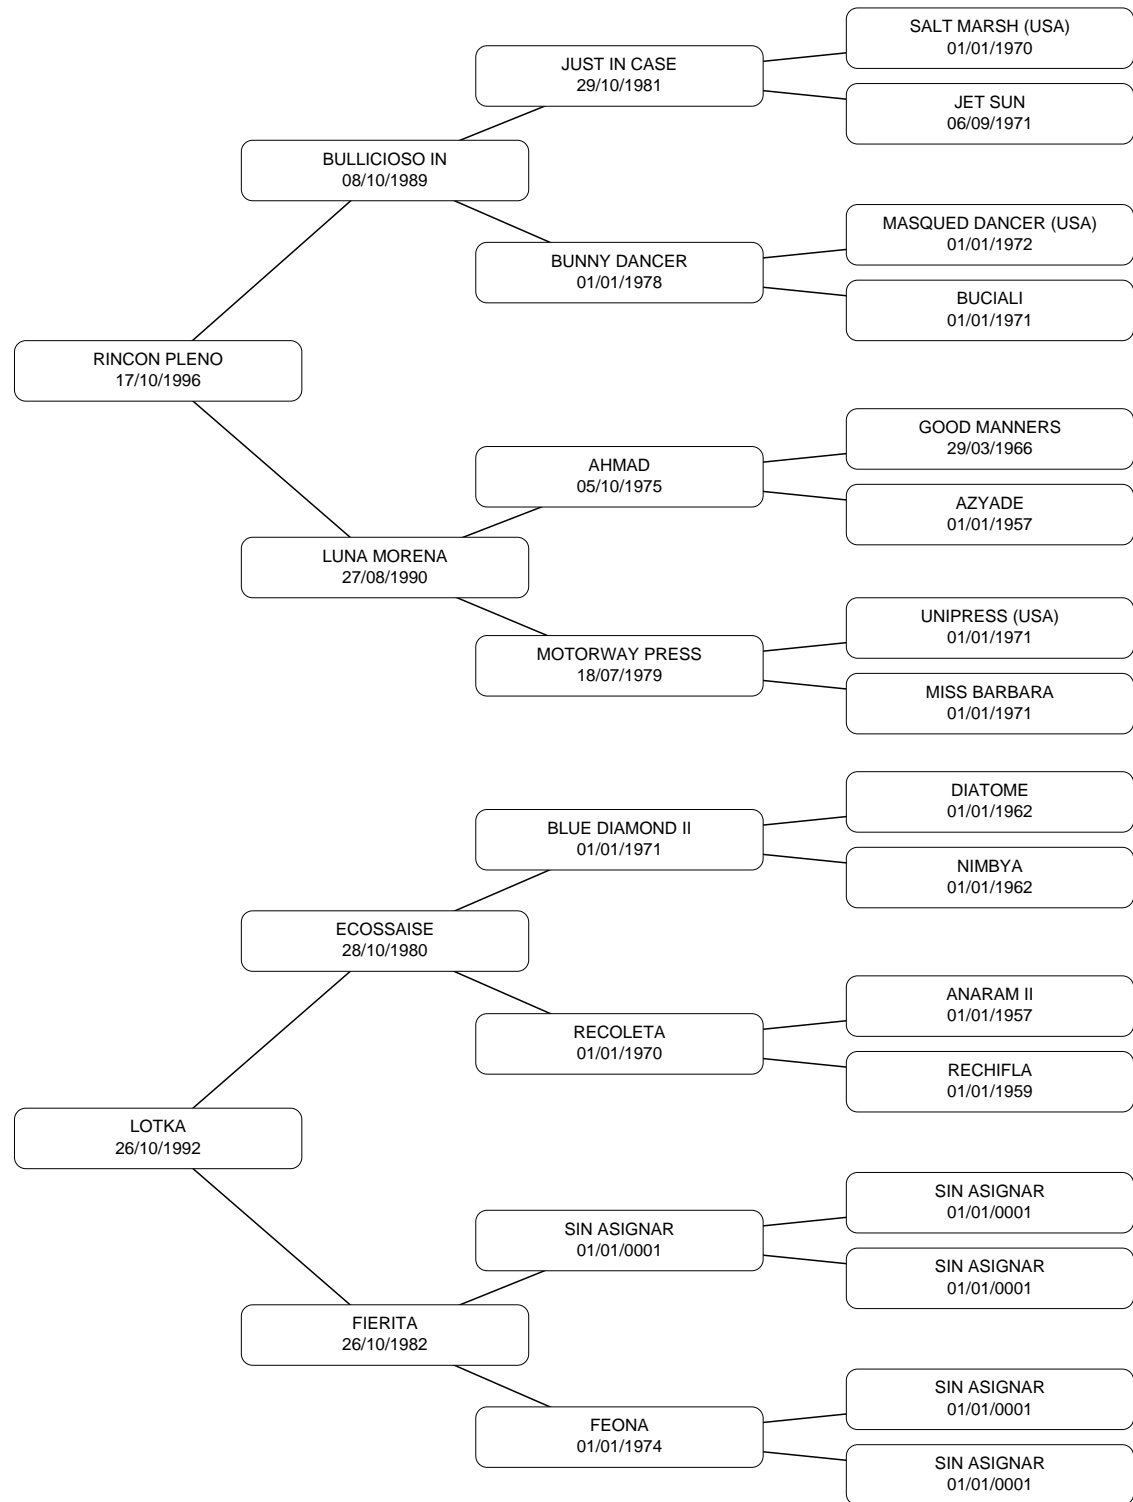 SALT MARSH (USA)
01/01/1970
JUST IN CASE
29/10/1981
JET SUN
06/09/1971
BULLICIOSO IN
08/10/1989
MASQUED DANCER (USA)
01/01/1972
BUNNY DANCER
01/01/1978
BUCIALI
01/01/1971
RINCON PLENO
17/10/1996
GOOD MANNERS
29/03/1966
AHMAD
05/10/1975
AZYADE
01/01/1957
LUNA MORENA
27/08/1990
UNIPRESS (USA)
01/01/1971
MOTORWAY PRESS
18/07/1979
MISS BARBARA
01/01/1971
DIATOME
01/01/1962
BLUE DIAMOND II
01/01/1971
NIMBYA
01/01/1962
ECOSSAISE
28/10/1980
ANARAM II
01/01/1957
RECOLETA
01/01/1970
RECHIFLA
01/01/1959
LOTKA
26/10/1992
SIN ASIGNAR
01/01/0001
SIN ASIGNAR
01/01/0001
SIN ASIGNAR
01/01/0001
FIERITA
26/10/1982
SIN ASIGNAR
01/01/0001
FEONA
01/01/1974
SIN ASIGNAR
01/01/0001